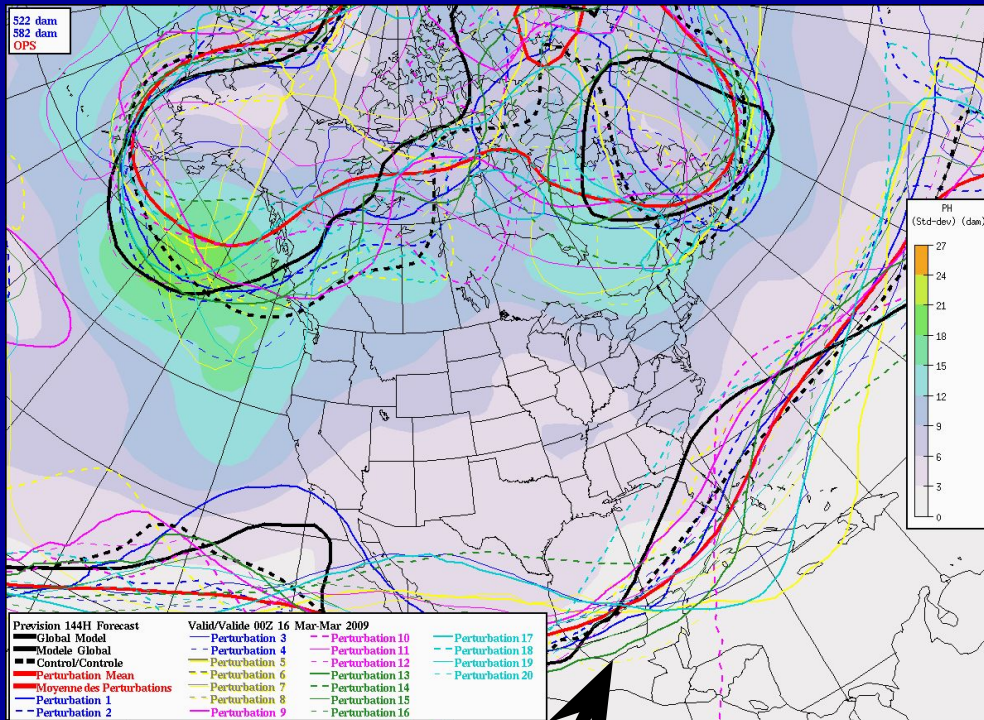 522 dam
582 dam
OPS
PH
(Std-dev) (dam)
27
24
21
18
15
12
9
6
3
0
Prevision 144H Forecast
Valid/Valide 00Z 16 Mar-Mar 2009
Global Model
Modele Global
Control/Controle
Perturbation Mean
Moyenne des Perturbations
Perturbation 1
Perturbation 2
Perturbation 3
Perturbation 4
Perturbation 5
Perturbation 6
Perturbation 7
Perturbation 8
Perturbation 9
Perturbation 10
Perturbation 11
Perturbation 12
Perturbation 13
Perturbation 14
Perturbation 15
Perturbation 16
Perturbation 17
Perturbation 18
Perturbation 19
Perturbation 20